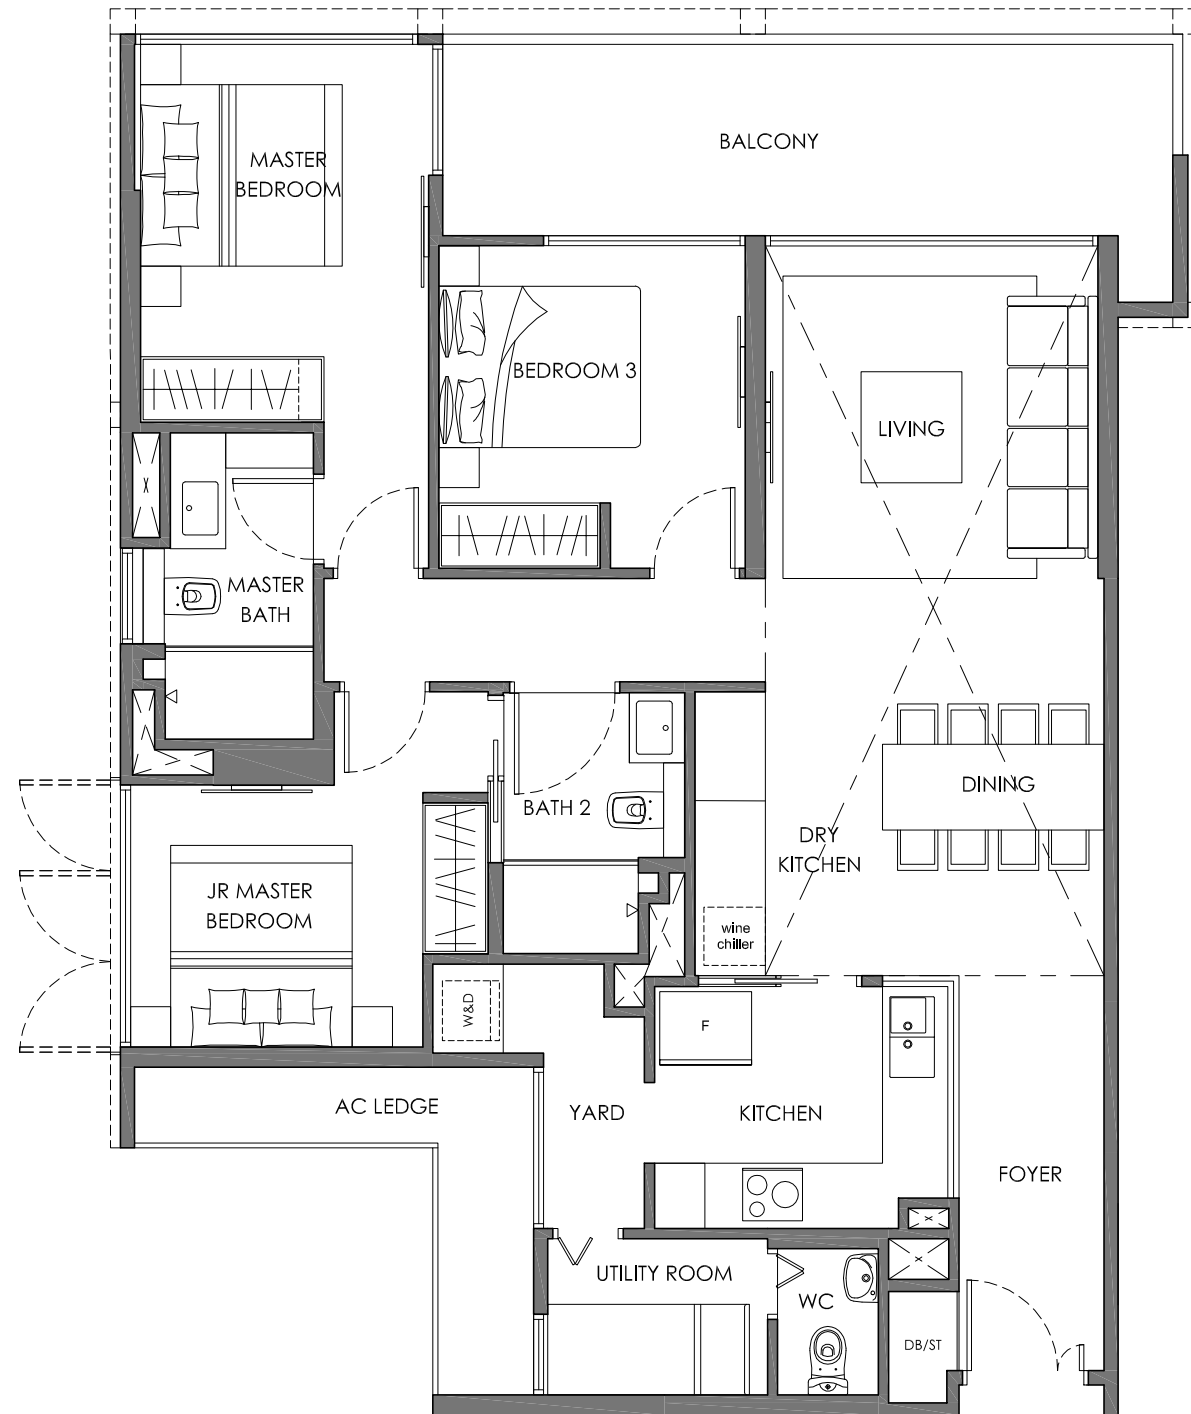 BALCONY
MASTER
BEDROOM
BEDROOM 3
LIVING
MASTER
BATH
DINING
BATH 2
DRY
KITCHEN
JR MASTER
BEDROOM
wine
chiller
W&D
F
AC LEDGE
YARD
KITCHEN
FOYER
UTILITY ROOM
WC
DB/ST